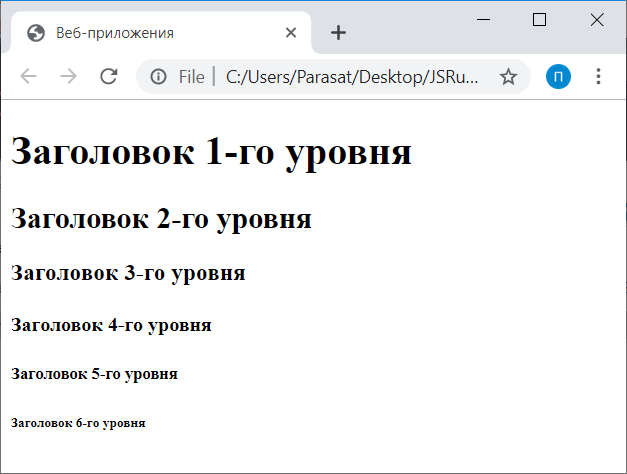 Веб-приложения
File | C:/Users/Parasat/Desktop/JSRu...
П
Заголовок 1-го уровня
Заголовок 2-го уровня
Заголовок 3-го уровня
Заголовок 4-го уровня
Заголовок 5-го уровня
Заголовок 6-го уровня